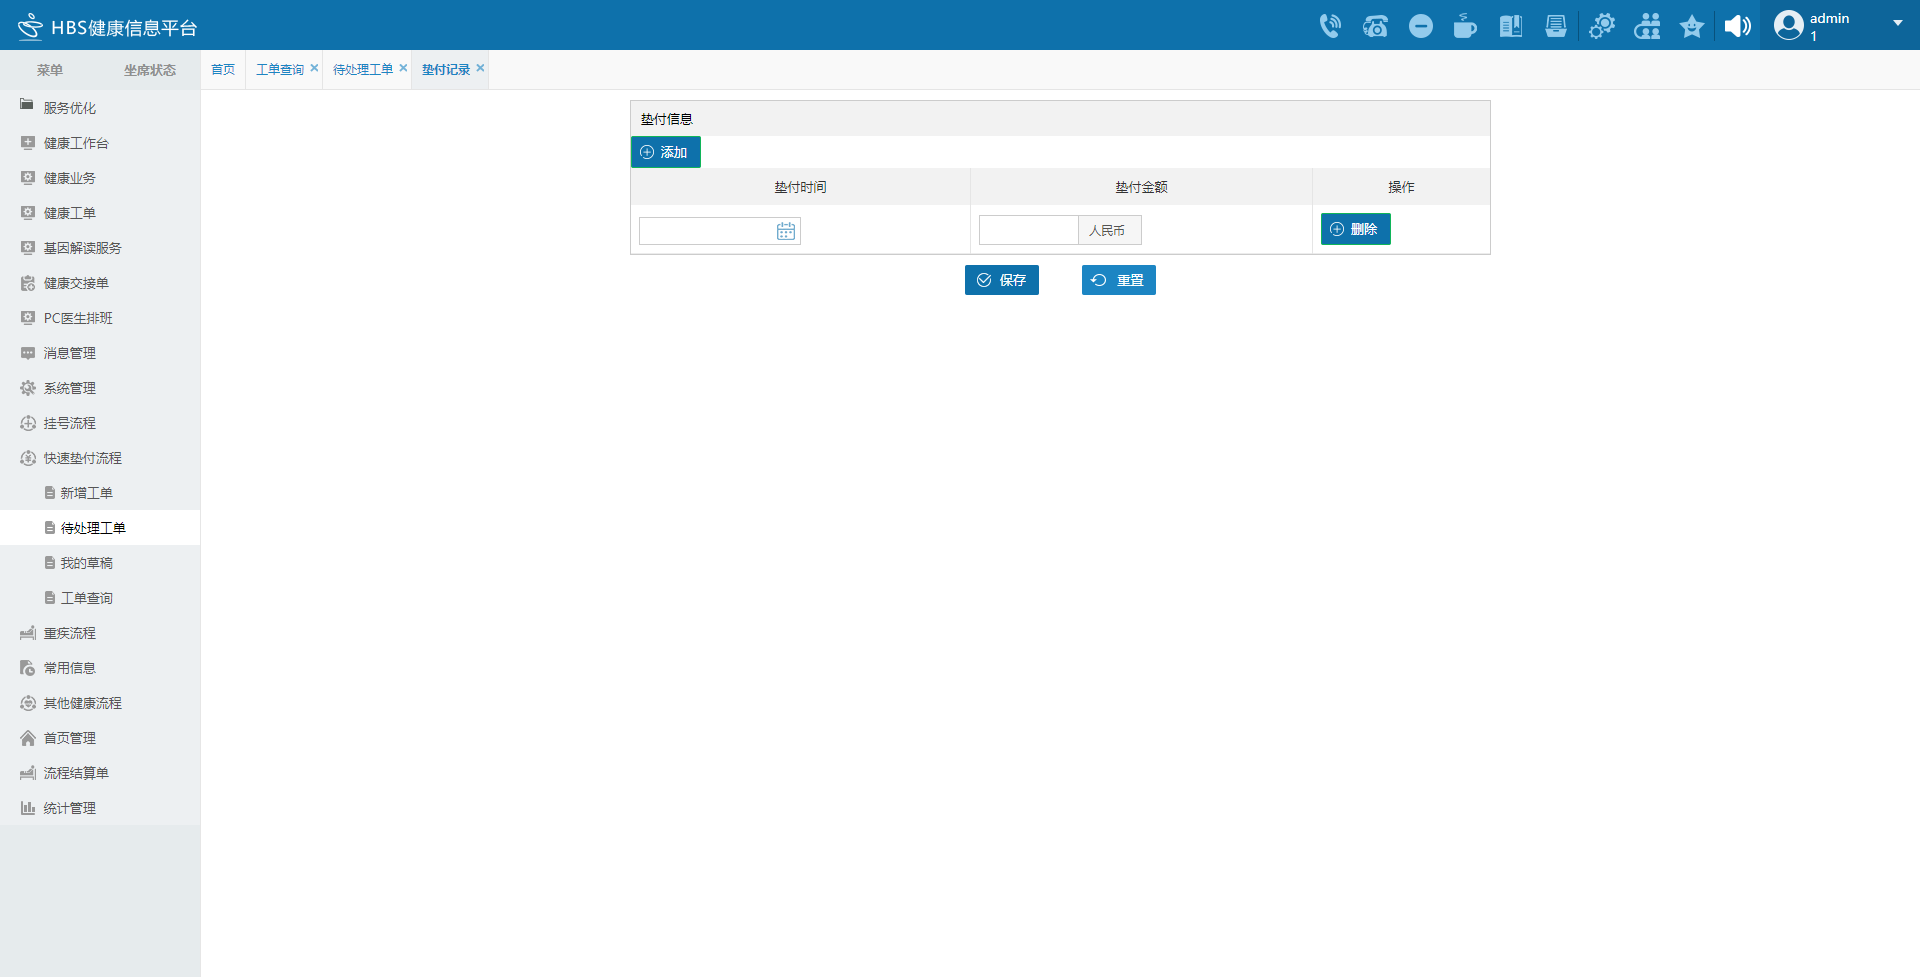 HBS健康信息平台
admin
1
菜单 坐席状态
首页 工单查询 待处理工单 垫付记录
服务优化
健康工作台
健康业务
健康工单
基因解读服务
健康交接单
PC医生排班
消息管理
系统管理
挂号流程
快速垫付流程
新增工单
待处理工单
我的草稿
工单查询
重疾流程
常用信息
其他健康流程
首页管理
流程结算单
统计管理
垫付信息
添加
垫付时间 垫付金额 操作
人民币 删除
保存 重置